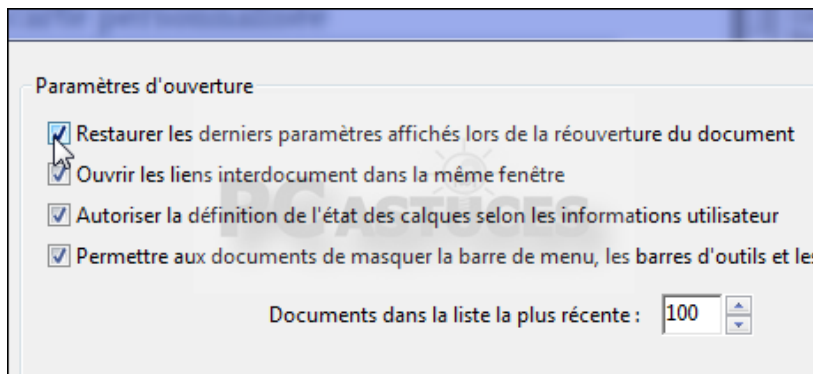 Paramètres d'ouverture
Restaurer les derniers paramètres affichés lors de la réouverture du document
Ouvrir les liens interdocument dans la même fenêtre
Autoriser la définition de l'état des calques selon les informations utilisateur
Permettre aux documents de masquer la barre de menu, les barres d'outils et les
Documents dans la liste la plus récente : 100
PC ASTUCES